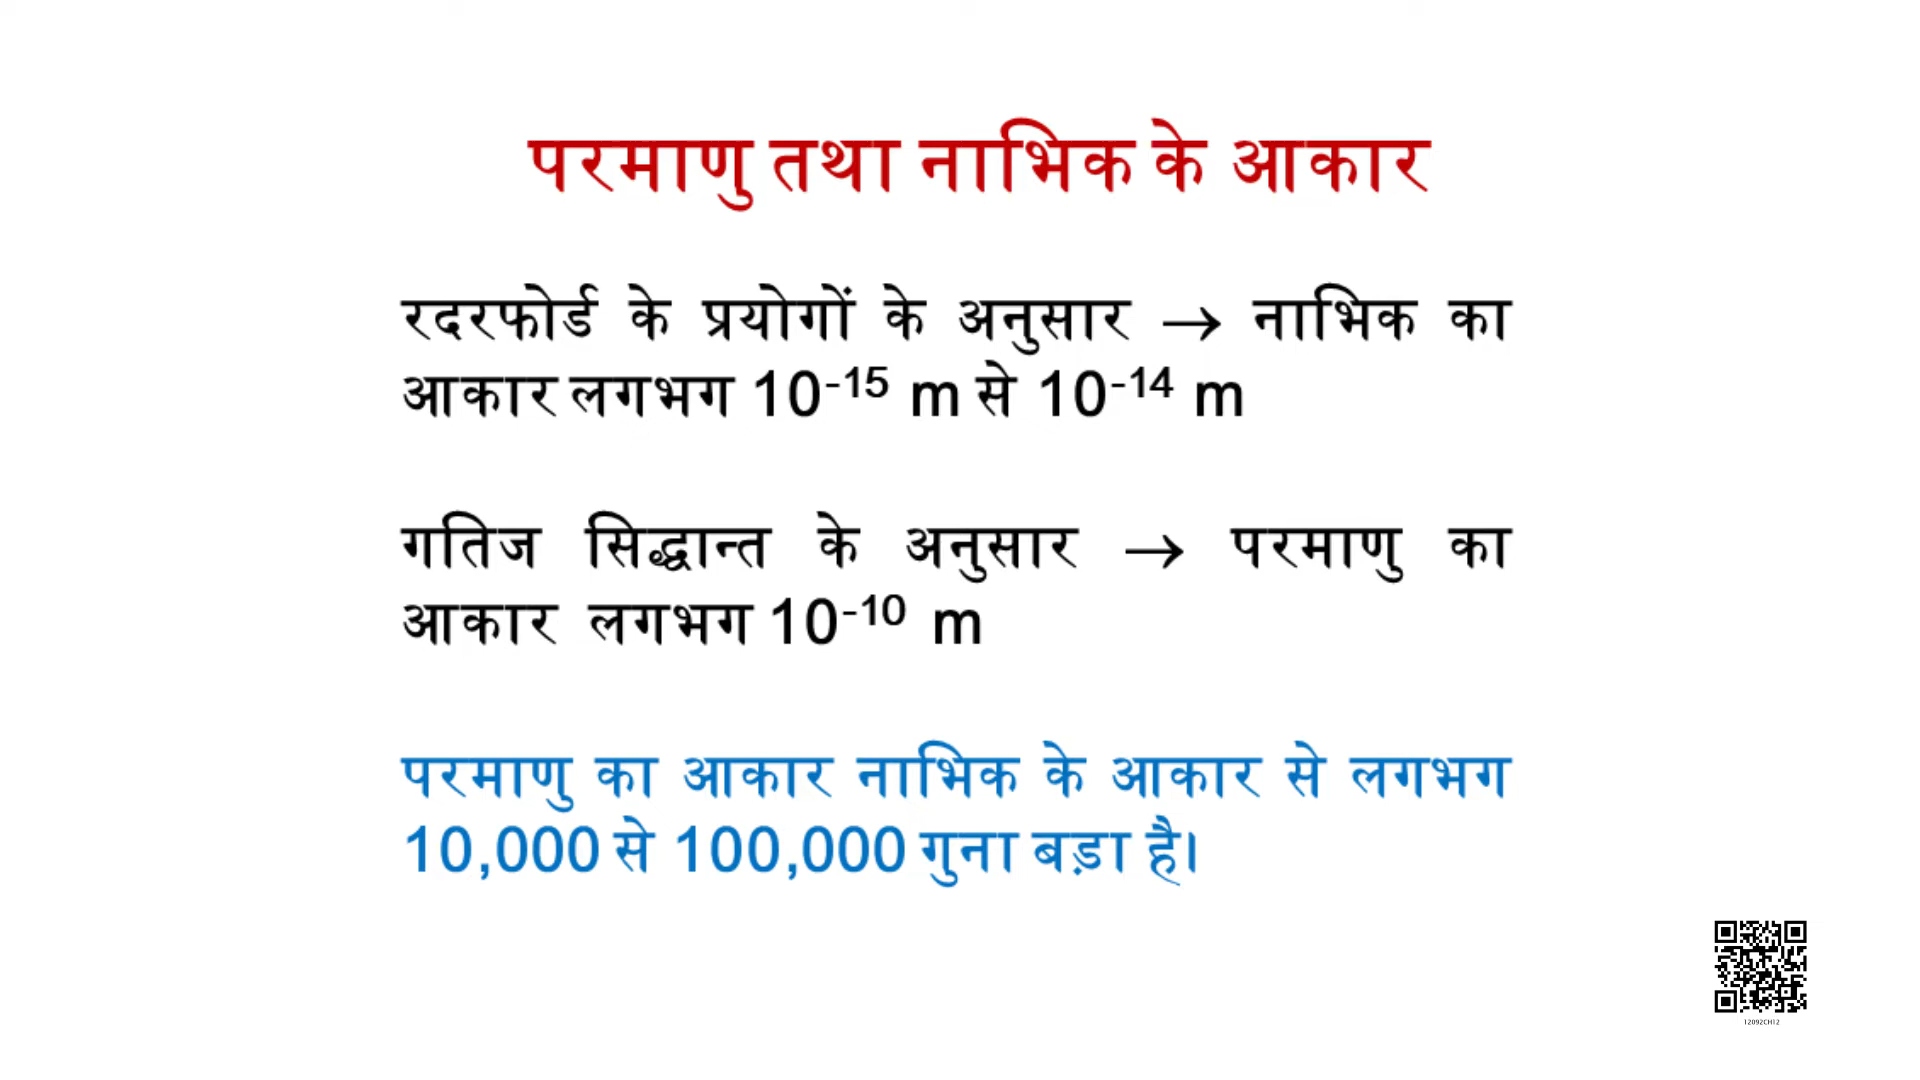 परमाणु तथा नाभिक के आकार
रदरफोर्ड के प्रयोगों के अनुसार → नाभिक का
आकार लगभग 10⁻¹⁵ m से 10⁻¹⁴ m
गतिज सिद्धान्त के अनुसार → परमाणु का
आकार लगभग 10⁻¹⁰ m
परमाणु का आकार नाभिक के आकार से लगभग
10,000 से 100,000 गुना बड़ा है।
12092CH12